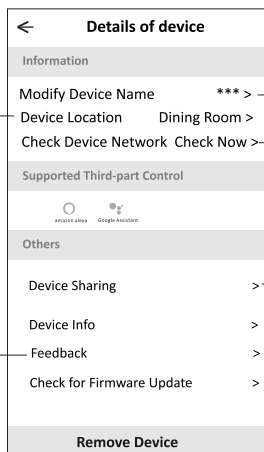 ← Details of device
Information
Modify Device Name *** >
Device Location Dining Room >
Check Device Network Check Now >
Supported Third-part Control
amazon alexa Google Assistant
Others
Device Sharing >
Device Info >
Feedback >
Check for Firmware Update >
Remove Device